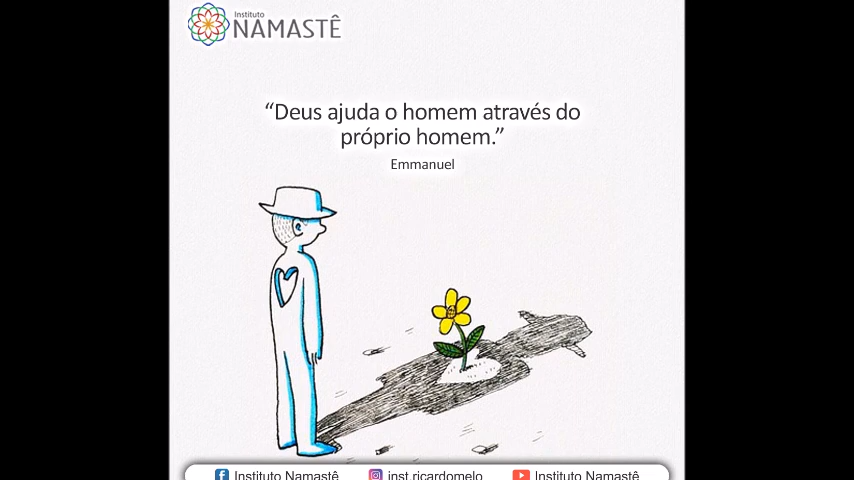 Instituto
NAMASTÊ
“Deus ajuda o homem através do
próprio homem.”
Emmanuel
Instituto Namastê inst.ricardomelo Instituto Namastê